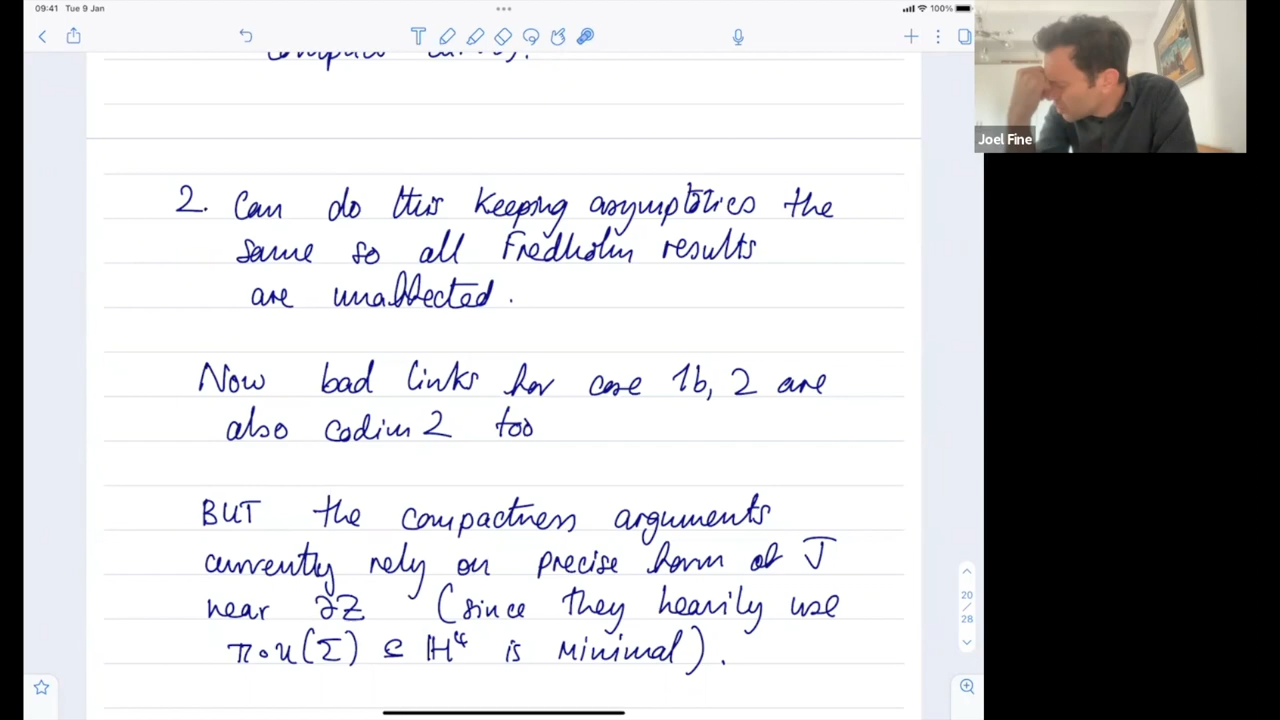 09:41 Tue 9 Jan
100%
Joel Fine
2. Can do this keeping asymptotics the
same so all Fredholm results
are unaffected.
Now bad links for case 1b, 2 are
also codim 2 too
BUT the compactness arguments
currently rely on precise form of J
near ∂Z (since they heavily use
π∘u(Σ) ⊆ ℍ⁴ is minimal).
20
/
28